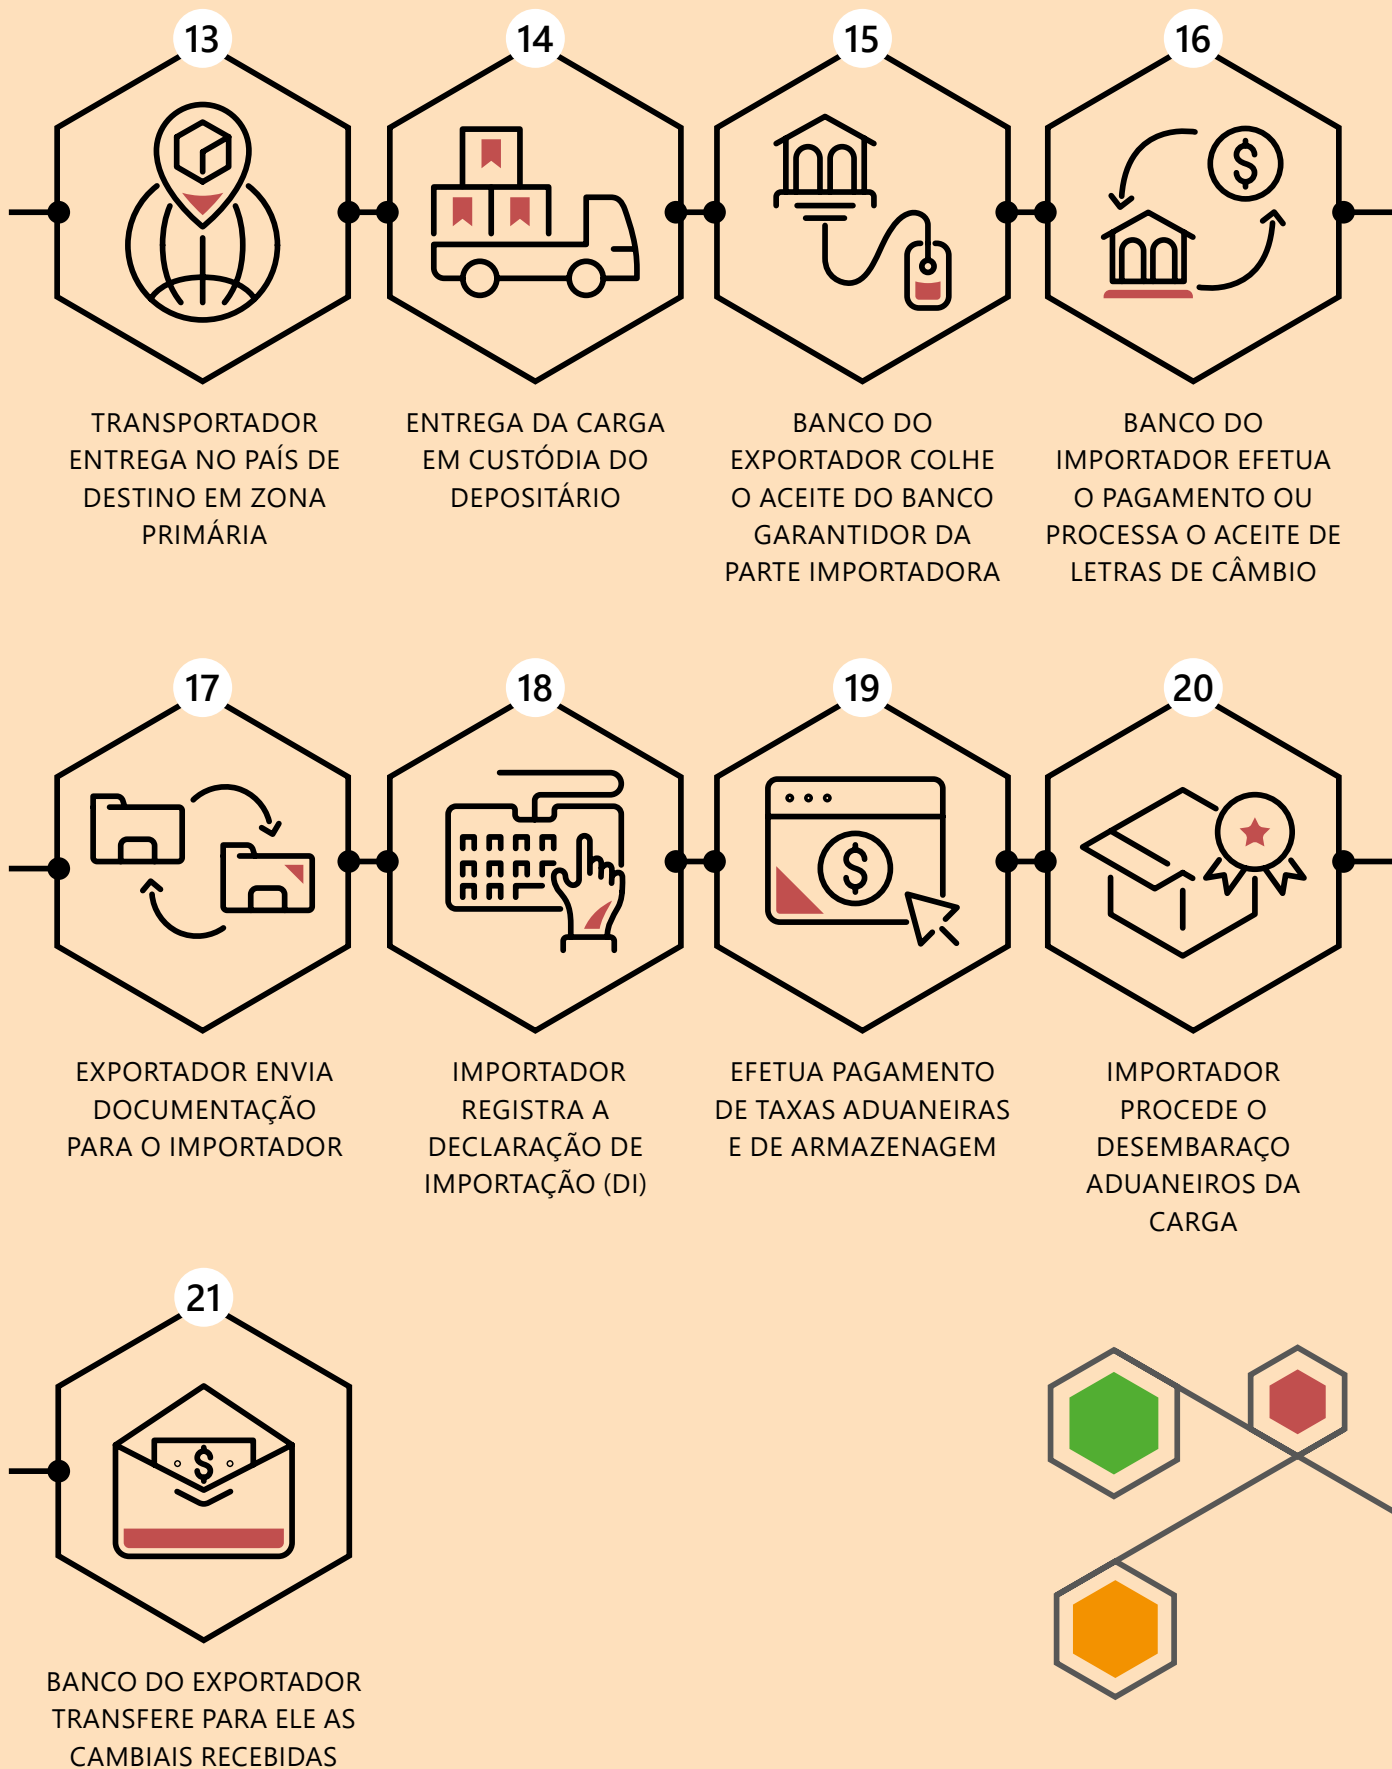 13
TRANSPORTADOR
ENTREGA NO PAÍS DE
DESTINO EM ZONA
PRIMÁRIA
14
ENTREGA DA CARGA
EM CUSTÓDIA DO
DEPOSITÁRIO
15
BANCO DO
EXPORTADOR COLHE
O ACEITE DO BANCO
GARANTIDOR DA
PARTE IMPORTADORA
16
$
BANCO DO
IMPORTADOR EFETUA
O PAGAMENTO OU
PROCESSA O ACEITE DE
LETRAS DE CÂMBIO
17
EXPORTADOR ENVIA
DOCUMENTAÇÃO
PARA O IMPORTADOR
18
IMPORTADOR
REGISTRA A
DECLARAÇÃO DE
IMPORTAÇÃO (DI)
19
$
EFETUA PAGAMENTO
DE TAXAS ADUANEIRAS
E DE ARMAZENAGEM
20
IMPORTADOR
PROCEDE O
DESEMBARAÇO
ADUANEIROS DA
CARGA
21
$
BANCO DO EXPORTADOR
TRANSFERE PARA ELE AS
CAMBIAIS RECEBIDAS